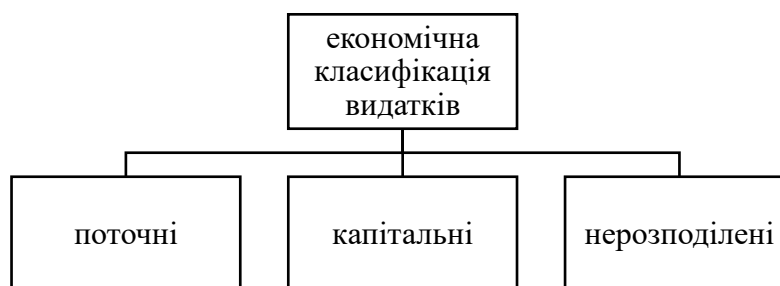 економічна
класифікація
видатків
поточні
капітальні
нерозподілені